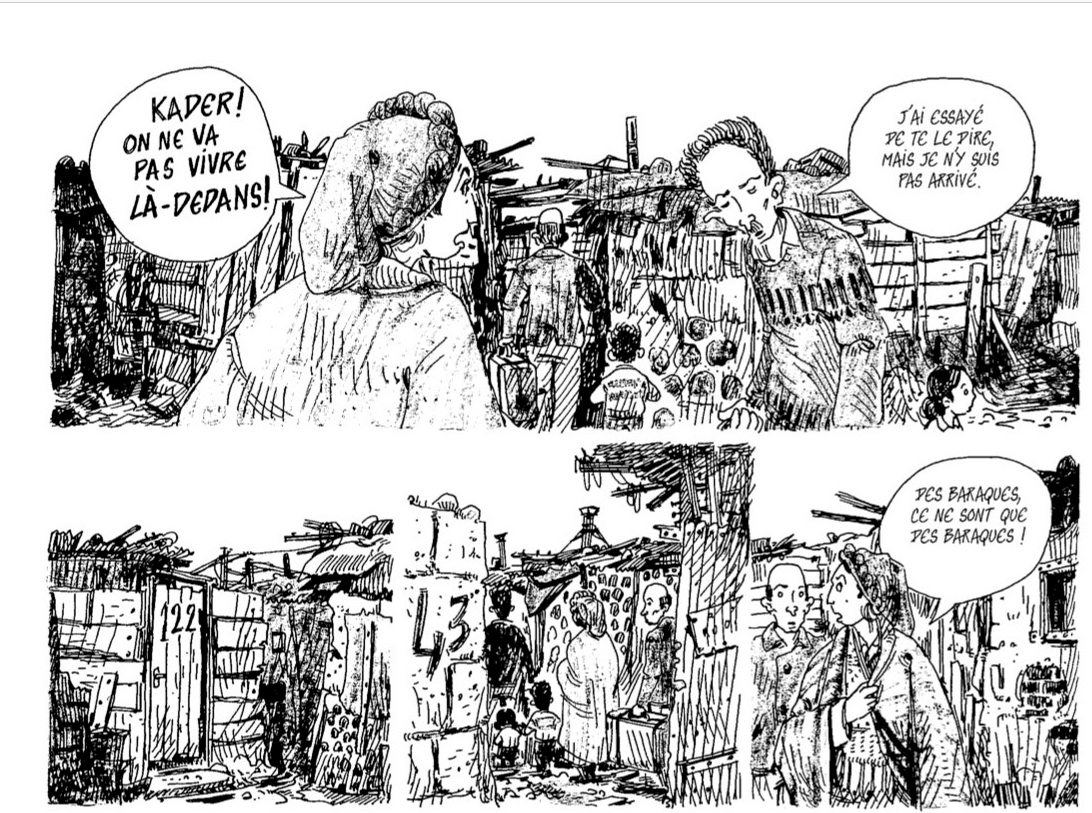 KADER!
ON NE VA
PAS VIVRE
LÀ-DEDANS!
J'AI ESSAYÉ
DE TE LE DIRE,
MAIS JE N'Y SUIS
PAS ARRIVÉ.
122
43
DES BARAQUES,
CE NE SONT QUE
DES BARAQUES !